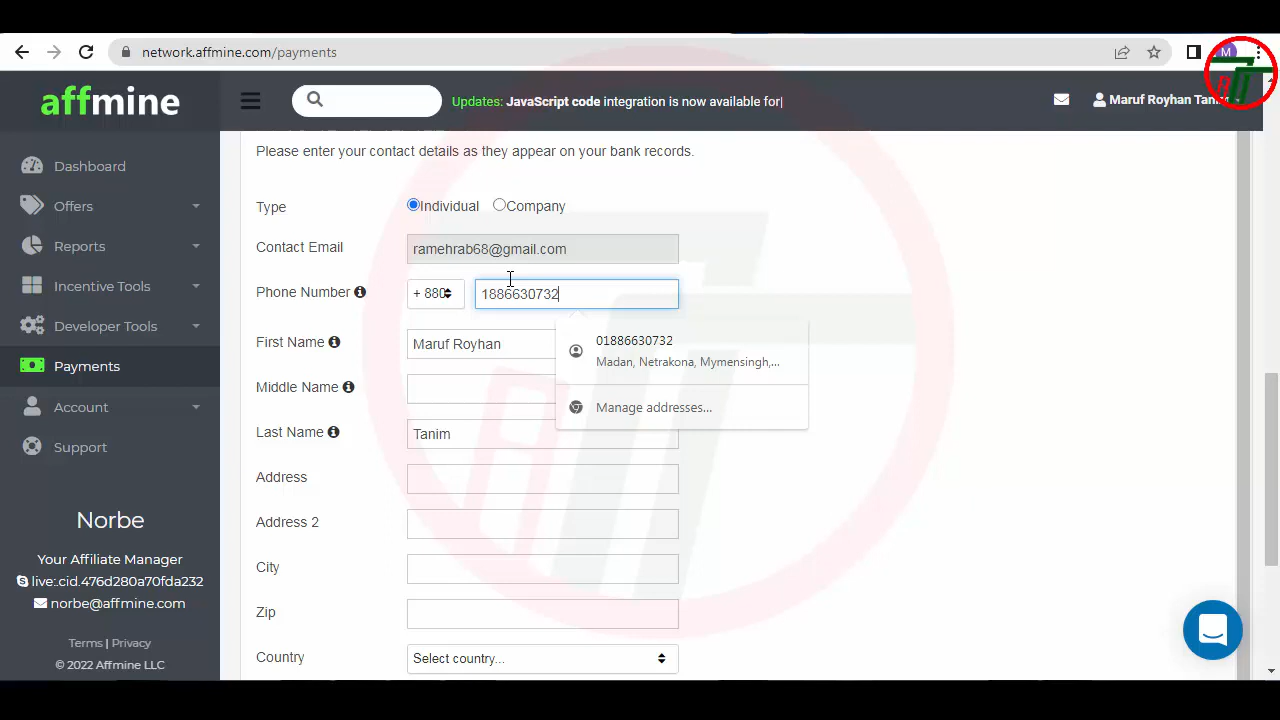 network.affmine.com/payments
M
affmine
Updates: JavaScript code integration is now available for|
Maruf Royhan Tanim
Dashboard
Offers
Reports
Incentive Tools
Developer Tools
Payments
Account
Support
Norbe
Your Affiliate Manager
live:.cid.476d280a70fda232
norbe@affmine.com
Terms | Privacy
© 2022 Affmine LLC
Please enter your contact details as they appear on your bank records.
Type
Individual
Company
Contact Email
ramehrab68@gmail.com
Phone Number
+ 880
1886630732
01886630732
Madan, Netrakona, Mymensingh,...
Manage addresses...
First Name
Maruf Royhan
Middle Name
Last Name
Tanim
Address
Address 2
City
Zip
Country
Select country...